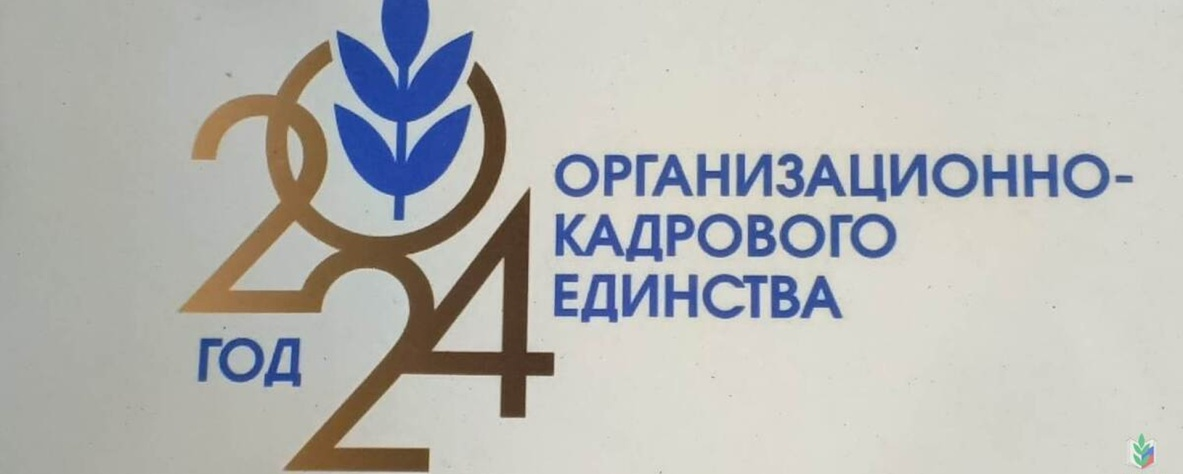 2024
ГОД
ОРГАНИЗАЦИОННО-
КАДРОВОГО
ЕДИНСТВА